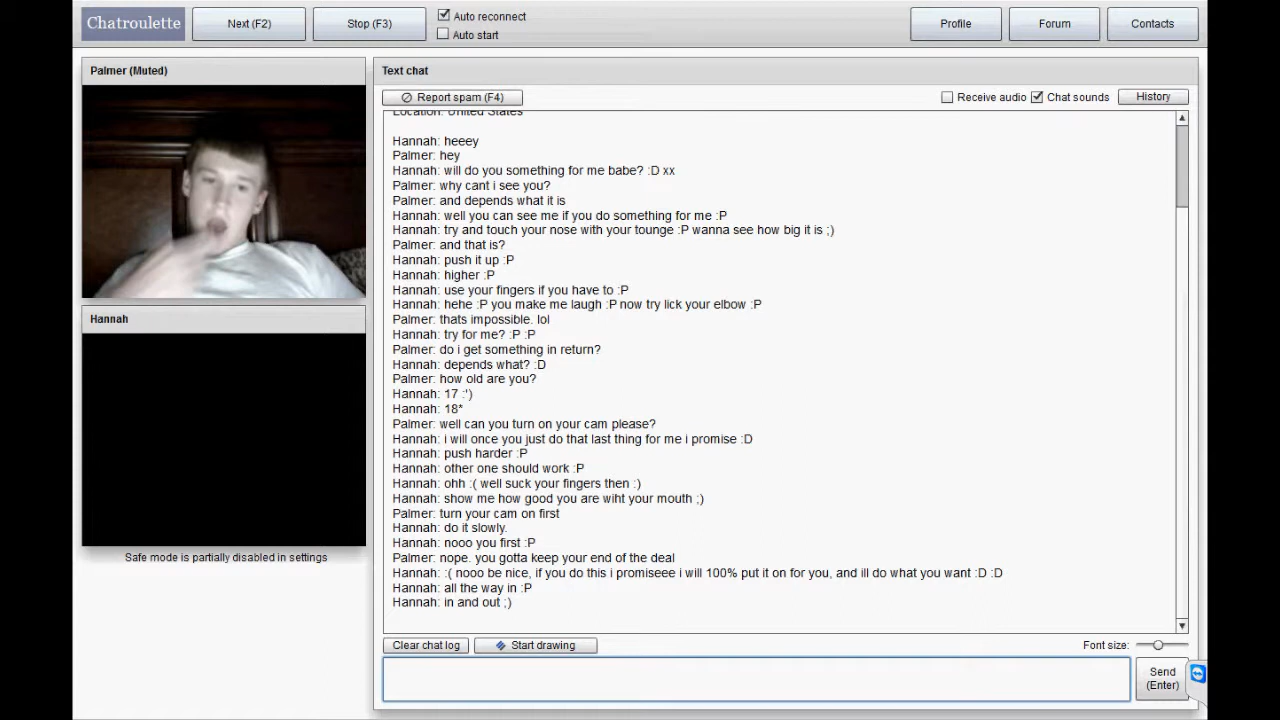 Chatroulette
Next (F2)
Stop (F3)
Auto reconnect
Auto start
Profile
Forum
Contacts
Palmer (Muted)
Hannah
Safe mode is partially disabled in settings
Text chat
Report spam (F4)
Receive audio
Chat sounds
History
Location: United States
Hannah: heeey
Palmer: hey
Hannah: will do you something for me babe? :D xx
Palmer: why cant i see you?
Palmer: and depends what it is
Hannah: well you can see me if you do something for me :P
Hannah: try and touch your nose with your tounge :P wanna see how big it is ;)
Palmer: and that is?
Hannah: push it up :P
Hannah: higher :P
Hannah: use your fingers if you have to :P
Hannah: hehe :P you make me laugh :P now try lick your elbow :P
Palmer: thats impossible. lol
Hannah: try for me? :P :P
Palmer: do i get something in return?
Hannah: depends what? :D
Palmer: how old are you?
Hannah: 17 :')
Hannah: 18*
Palmer: well can you turn on your cam please?
Hannah: i will once you just do that last thing for me i promise :D
Hannah: push harder :P
Hannah: other one should work :P
Hannah: ohh :( well suck your fingers then :)
Hannah: show me how good you are wiht your mouth ;)
Palmer: turn your cam on first
Hannah: do it slowly.
Hannah: nooo you first :P
Palmer: nope. you gotta keep your end of the deal
Hannah: :( nooo be nice, if you do this i promiseee i will 100% put it on for you, and ill do what you want :D :D
Hannah: all the way in :P
Hannah: in and out ;)
Clear chat log
Start drawing
Font size:
Send
(Enter)